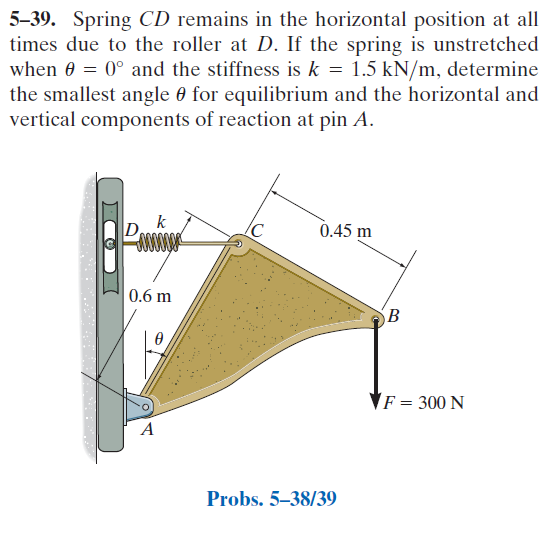 5–39. Spring CD remains in the horizontal position at all
times due to the roller at D. If the spring is unstretched
when θ = 0° and the stiffness is k = 1.5 kN/m, determine
the smallest angle θ for equilibrium and the horizontal and
vertical components of reaction at pin A.
k
D
C
0.45 m
0.6 m
B
θ
F = 300 N
A
Probs. 5–38/39